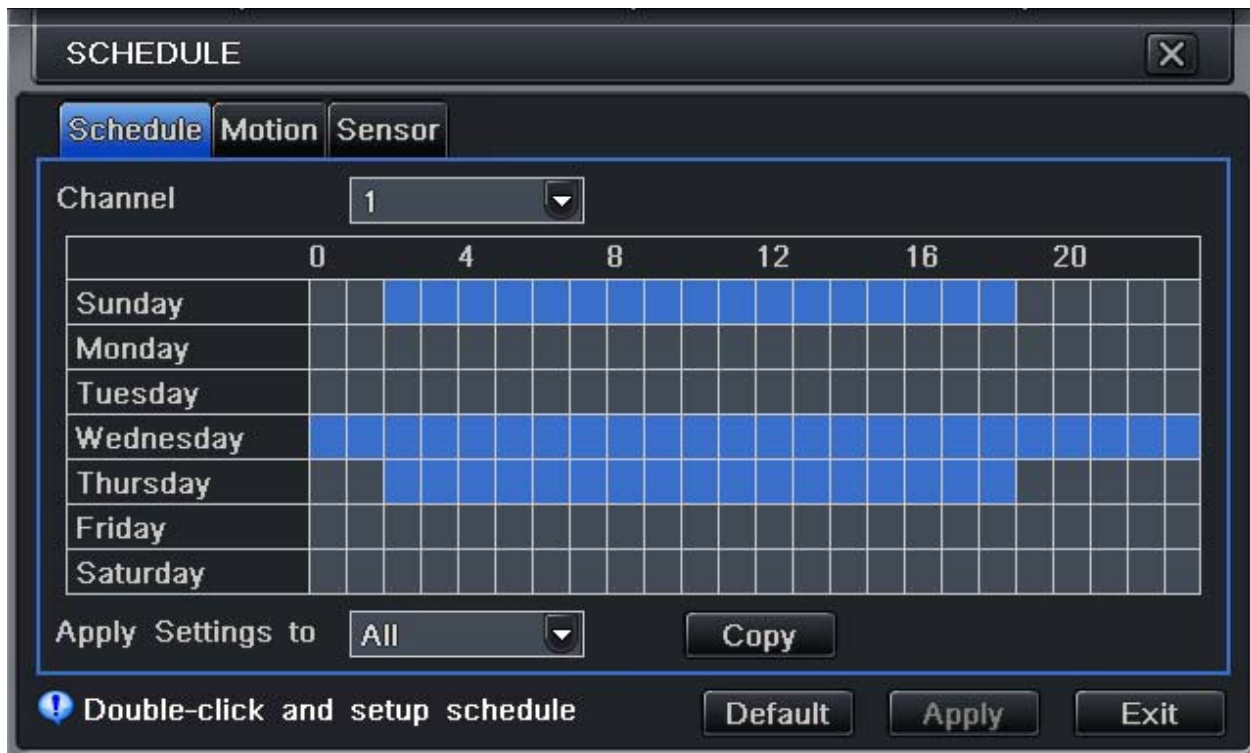 SCHEDULE
Schedule Motion Sensor
Channel 1
0 4 8 12 16 20
Sunday
Monday
Tuesday
Wednesday
Thursday
Friday
Saturday
Apply Settings to All Copy
Double-click and setup schedule Default Apply Exit